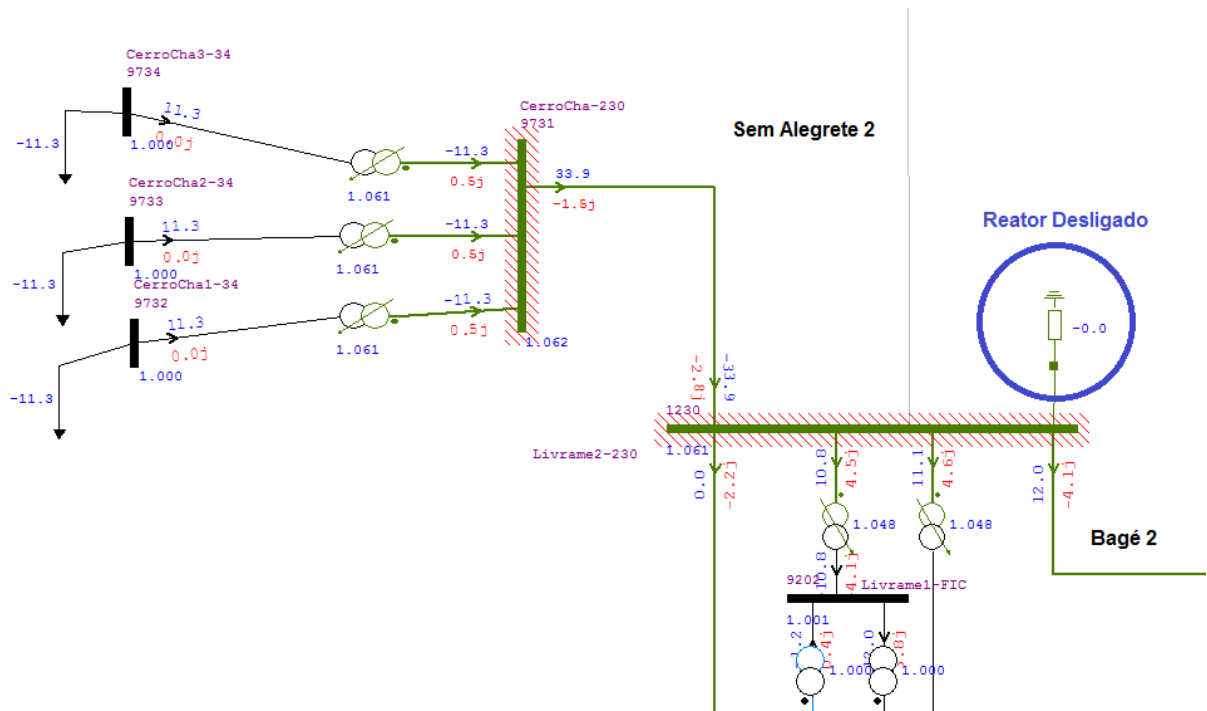 CerroCha3-34
9734
11.3
0.0j
-11.3
1.000
-11.3
0.5j
1.061
CerroCha-230
9731
33.9
-1.5j
Sem Alegrete 2
CerroCha2-34
9733
11.3
0.0j
-11.3
1.000
-11.3
0.5j
1.061
Reator Desligado
-0.0
CerroCha1-34
9732
11.3
0.0j
-11.3
1.000
-11.3
0.5j
1.061
1.062
-2.8j
-33.9
1230
1.061
Livrame2-230
0.0
-2.2j
10.8
4.5j
11.1
4.6j
12.0
-4.1j
1.048
1.048
Bagé 2
10.8
4.1j
9202
Livrame1-FIC
1.001
1.000
1.000